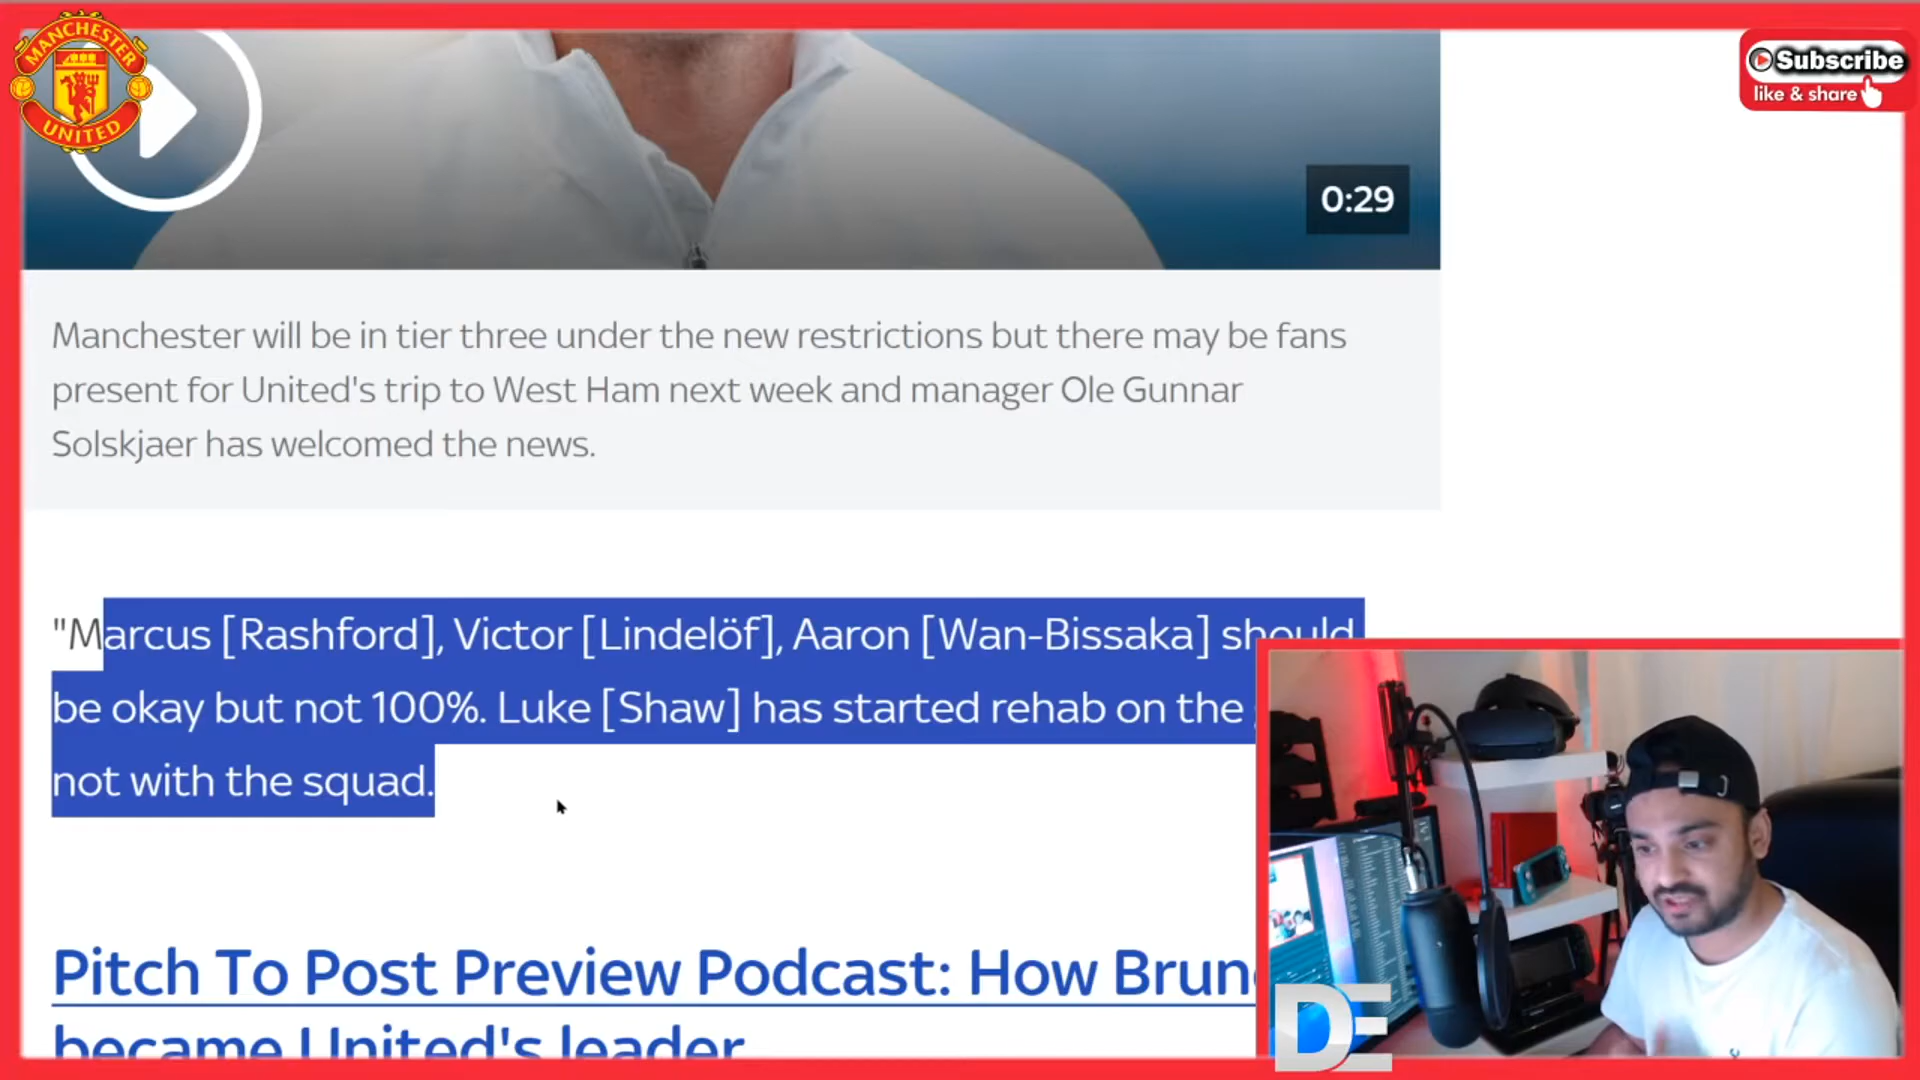 MANCHESTER
UNITED
Subscribe
like & share
0:29
Manchester will be in tier three under the new restrictions but there may be fans
present for United's trip to West Ham next week and manager Ole Gunnar
Solskjaer has welcomed the news.
"Marcus [Rashford], Victor [Lindelöf], Aaron [Wan-Bissaka] should
be okay but not 100%. Luke [Shaw] has started rehab on the
not with the squad.
Pitch To Post Preview Podcast: How Brun
became United's leader
DE